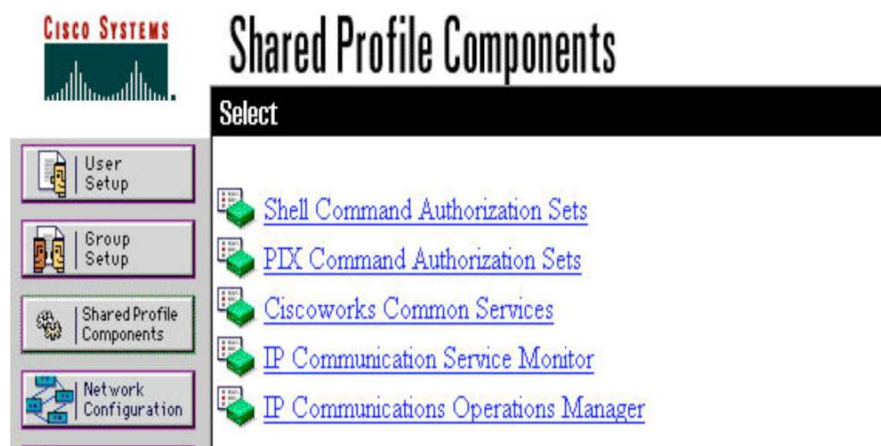 CISCO SYSTEMS
Shared Profile Components
Select
User
Setup
Group
Setup
Shared Profile
Components
Network
Configuration
Shell Command Authorization Sets
PIX Command Authorization Sets
Ciscoworks Common Services
IP Communication Service Monitor
IP Communications Operations Manager